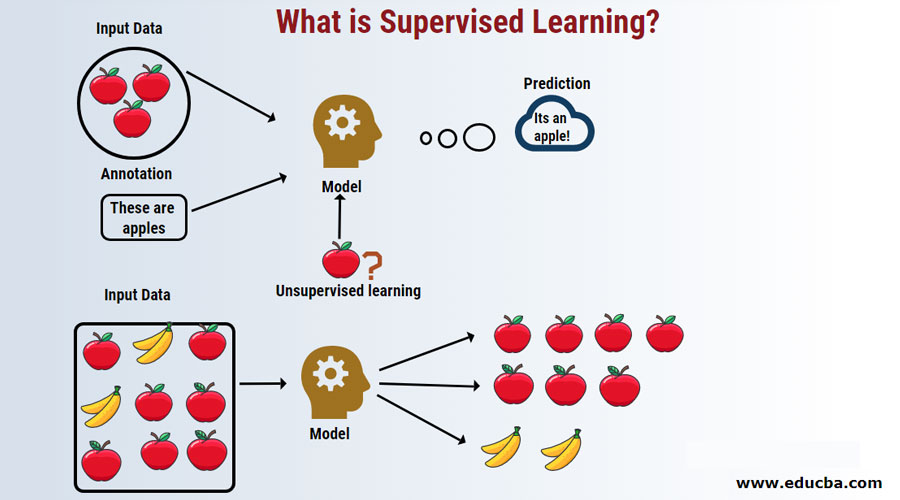 What is Supervised Learning?
Input Data
Prediction
Its an
apple!
Annotation
These are
apples
Model
?
Unsupervised learning
Input Data
Model
www.educba.com